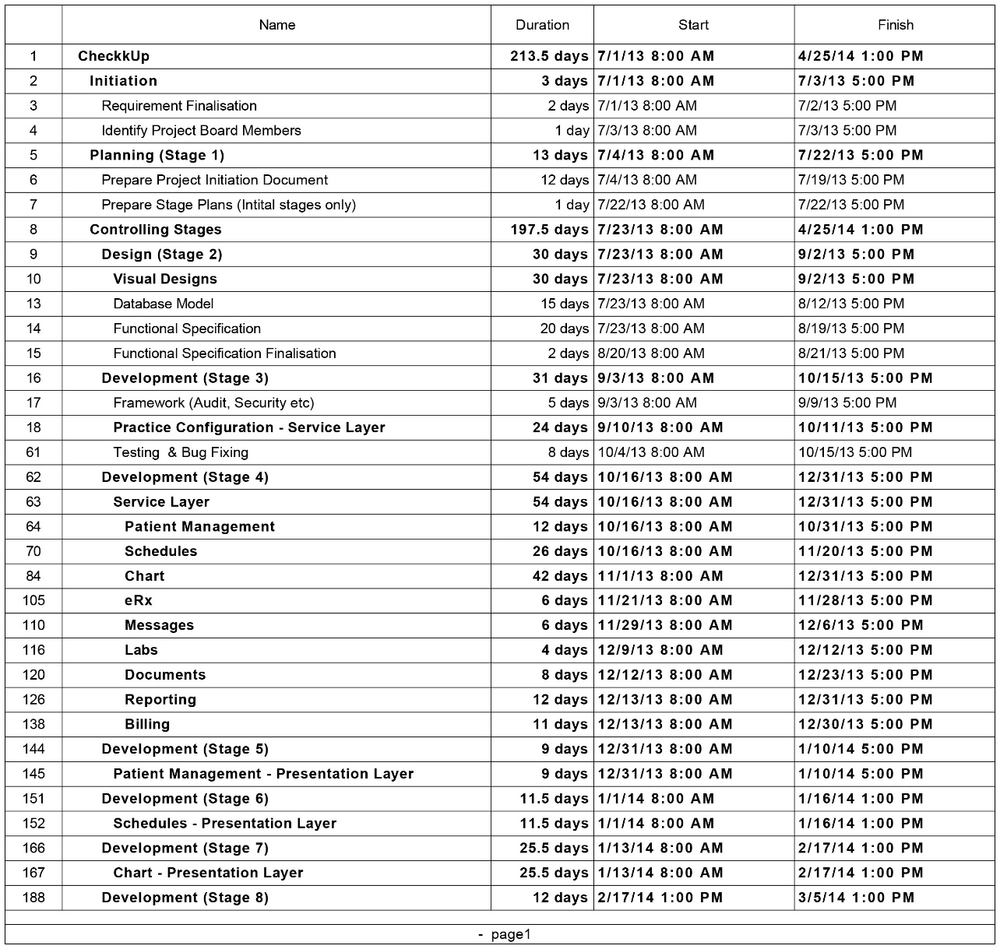 Name Duration Start Finish
1 CheckkUp 213.5 days 7/1/13 8:00 AM 4/25/14 1:00 PM
2 Initiation 3 days 7/1/13 8:00 AM 7/3/13 5:00 PM
3 Requirement Finalisation 2 days 7/1/13 8:00 AM 7/2/13 5:00 PM
4 Identify Project Board Members 1 day 7/3/13 8:00 AM 7/3/13 5:00 PM
5 Planning (Stage 1) 13 days 7/4/13 8:00 AM 7/22/13 5:00 PM
6 Prepare Project Initiation Document 12 days 7/4/13 8:00 AM 7/19/13 5:00 PM
7 Prepare Stage Plans (Intital stages only) 1 day 7/22/13 8:00 AM 7/22/13 5:00 PM
8 Controlling Stages 197.5 days 7/23/13 8:00 AM 4/25/14 1:00 PM
9 Design (Stage 2) 30 days 7/23/13 8:00 AM 9/2/13 5:00 PM
10 Visual Designs 30 days 7/23/13 8:00 AM 9/2/13 5:00 PM
13 Database Model 15 days 7/23/13 8:00 AM 8/12/13 5:00 PM
14 Functional Specification 20 days 7/23/13 8:00 AM 8/19/13 5:00 PM
15 Functional Specification Finalisation 2 days 8/20/13 8:00 AM 8/21/13 5:00 PM
16 Development (Stage 3) 31 days 9/3/13 8:00 AM 10/15/13 5:00 PM
17 Framework (Audit, Security etc) 5 days 9/3/13 8:00 AM 9/9/13 5:00 PM
18 Practice Configuration - Service Layer 24 days 9/10/13 8:00 AM 10/11/13 5:00 PM
61 Testing & Bug Fixing 8 days 10/4/13 8:00 AM 10/15/13 5:00 PM
62 Development (Stage 4) 54 days 10/16/13 8:00 AM 12/31/13 5:00 PM
63 Service Layer 54 days 10/16/13 8:00 AM 12/31/13 5:00 PM
64 Patient Management 12 days 10/16/13 8:00 AM 10/31/13 5:00 PM
70 Schedules 26 days 10/16/13 8:00 AM 11/20/13 5:00 PM
84 Chart 42 days 11/1/13 8:00 AM 12/31/13 5:00 PM
105 eRx 6 days 11/21/13 8:00 AM 11/28/13 5:00 PM
110 Messages 6 days 11/29/13 8:00 AM 12/6/13 5:00 PM
116 Labs 4 days 12/9/13 8:00 AM 12/12/13 5:00 PM
120 Documents 8 days 12/12/13 8:00 AM 12/23/13 5:00 PM
126 Reporting 12 days 12/13/13 8:00 AM 12/31/13 5:00 PM
138 Billing 11 days 12/13/13 8:00 AM 12/30/13 5:00 PM
144 Development (Stage 5) 9 days 12/31/13 8:00 AM 1/10/14 5:00 PM
145 Patient Management - Presentation Layer 9 days 12/31/13 8:00 AM 1/10/14 5:00 PM
151 Development (Stage 6) 11.5 days 1/1/14 8:00 AM 1/16/14 1:00 PM
152 Schedules - Presentation Layer 11.5 days 1/1/14 8:00 AM 1/16/14 1:00 PM
166 Development (Stage 7) 25.5 days 1/13/14 8:00 AM 2/17/14 1:00 PM
167 Chart - Presentation Layer 25.5 days 1/13/14 8:00 AM 2/17/14 1:00 PM
188 Development (Stage 8) 12 days 2/17/14 1:00 PM 3/5/14 1:00 PM
- page1